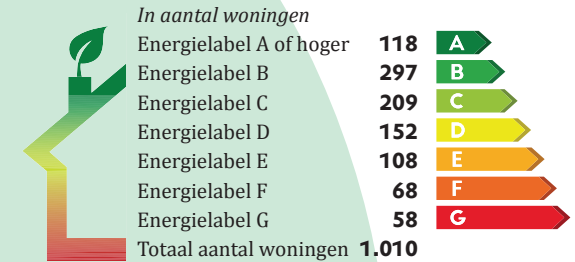 In aantal woningen
Energielabel A of hoger 118 A
Energielabel B 297 B
Energielabel C 209 C
Energielabel D 152 D
Energielabel E 108 E
Energielabel F 68 F
Energielabel G 58 G
Totaal aantal woningen 1.010